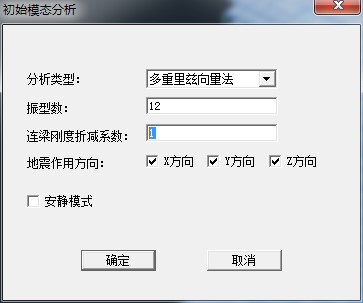 初始模态分析
分析类型： 多重里兹向量法
振型数： 12
连梁刚度折减系数： 1
地震作用方向： X方向 Y方向 Z方向
安静模式
确定 取消